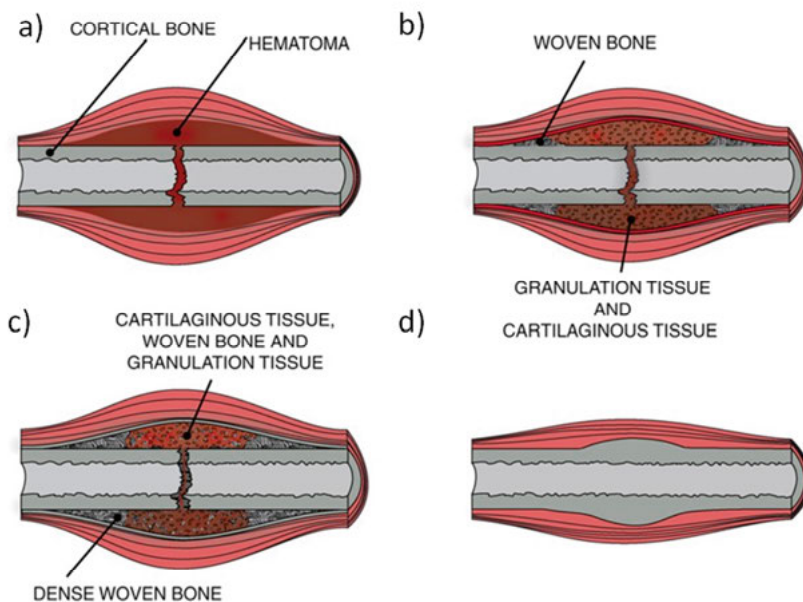 a)
CORTICAL BONE
HEMATOMA
b)
WOVEN BONE
GRANULATION TISSUE
AND
CARTILAGINOUS TISSUE
c)
CARTILAGINOUS TISSUE,
WOVEN BONE AND
GRANULATION TISSUE
DENSE WOVEN BONE
d)